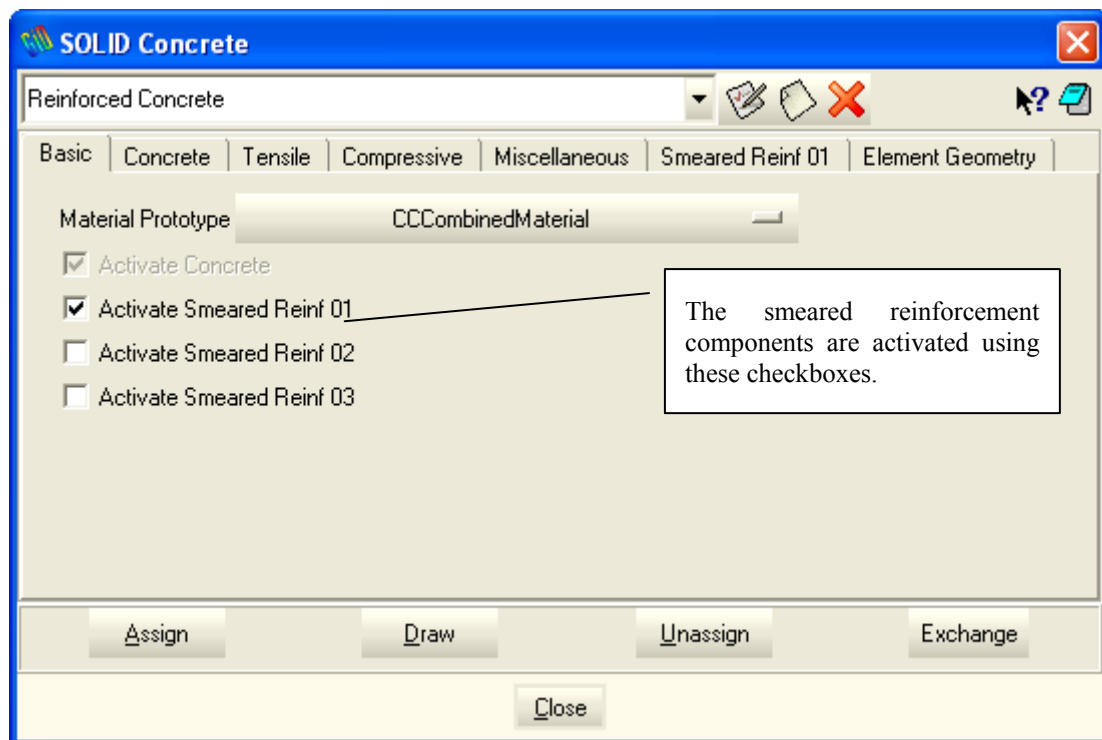 SOLID Concrete
Reinforced Concrete
?
Basic Concrete Tensile Compressive Miscellaneous Smeared Reinf 01 Element Geometry
Material Prototype CCCombinedMaterial
Activate Concrete
Activate Smeared Reinf 01
Activate Smeared Reinf 02
Activate Smeared Reinf 03
The smeared reinforcement
components are activated using
these checkboxes.
Assign Draw Unassign Exchange
Close